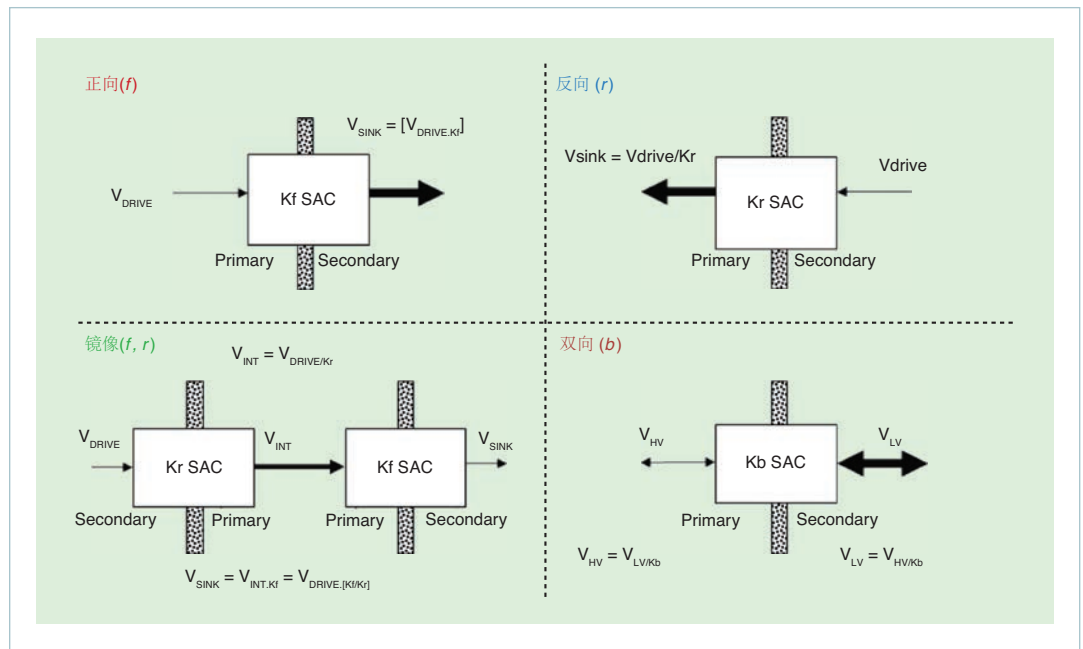 正向(f)
V_SINK = [V_DRIVE.Kf]
V_DRIVE
Kf SAC
Primary Secondary
反向 (r)
Vsink = Vdrive/Kr
Vdrive
Kr SAC
Primary Secondary
镜像(f, r)
V_INT = V_DRIVE/Kr
V_DRIVE
Kr SAC
V_INT
Kf SAC
V_SINK
Secondary Primary Primary Secondary
V_SINK = V_INT.Kf = V_DRIVE.[Kf/Kr]
双向 (b)
V_HV
Kb SAC
V_LV
Primary Secondary
V_HV = V_LV/Kb
V_LV = V_HV/Kb